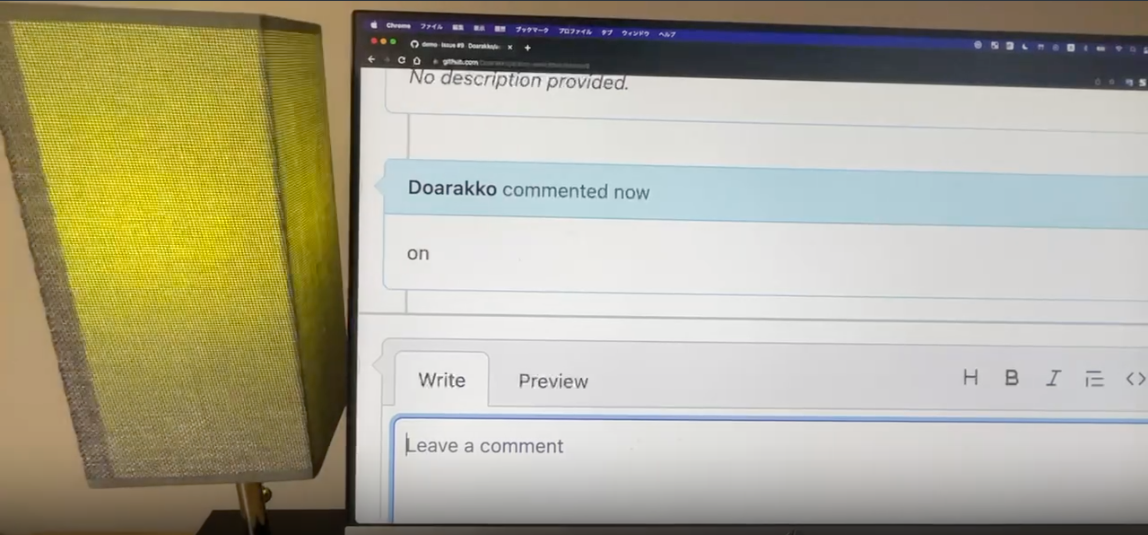 Chrome ファイル 編集 表示 履歴 ブックマーク プロファイル タブ ウィンドウ ヘルプ
demo · Issue #9 · Doarakko/
github.com
No description provided.
Doarakko commented now
on
Write Preview H B I <>
Leave a comment